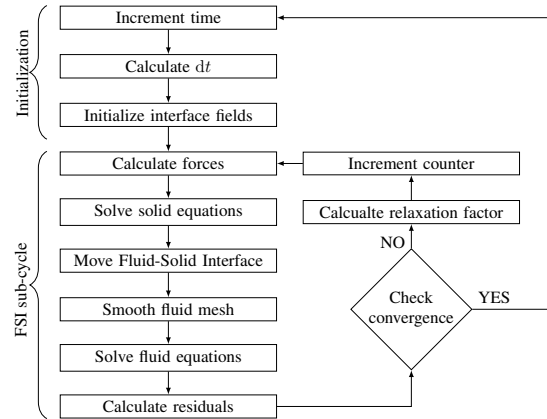 Initialization
Increment time
Calculate dt
Initialize interface fields
FSI sub-cycle
Calculate forces
Solve solid equations
Move Fluid-Solid Interface
Smooth fluid mesh
Solve fluid equations
Calculate residuals
Increment counter
Calcualte relaxation factor
NO
Check
convergence
YES